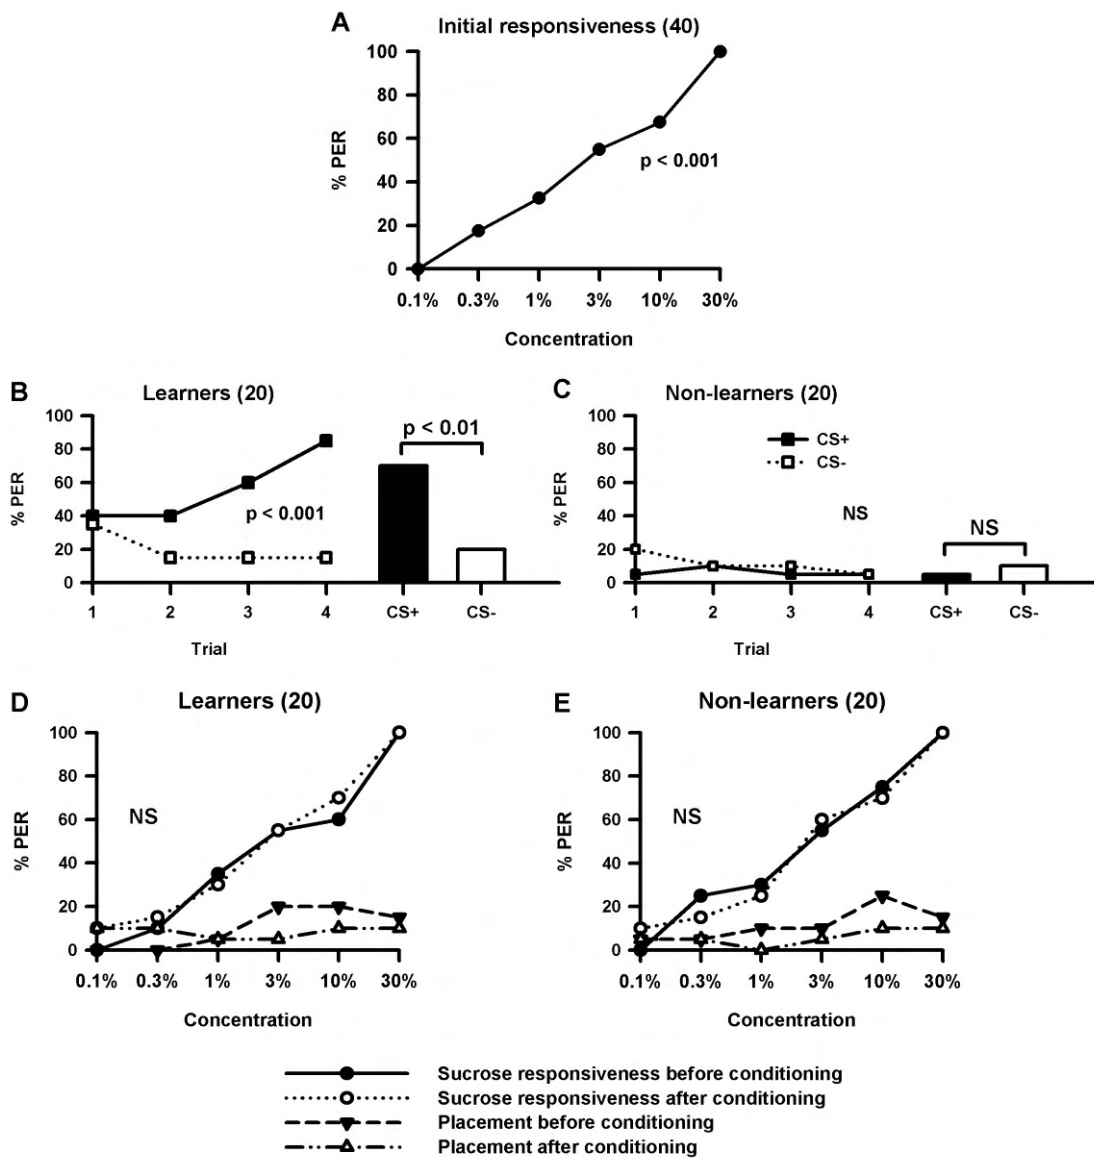 A
Initial responsiveness (40)
100
80
60
40
20
0
% PER
p < 0.001
0.1% 0.3% 1% 3% 10% 30%
Concentration
B
Learners (20)
100
80
60
40
20
0
% PER
p < 0.001
p < 0.01
1 2 3 4 CS+ CS-
Trial
C
Non-learners (20)
100
80
60
40
20
0
% PER
CS+
CS-
NS
NS
1 2 3 4 CS+ CS-
Trial
D
Learners (20)
100
80
60
40
20
0
% PER
NS
0.1% 0.3% 1% 3% 10% 30%
Concentration
E
Non-learners (20)
100
80
60
40
20
0
% PER
NS
0.1% 0.3% 1% 3% 10% 30%
Concentration
Sucrose responsiveness before conditioning
Sucrose responsiveness after conditioning
Placement before conditioning
Placement after conditioning